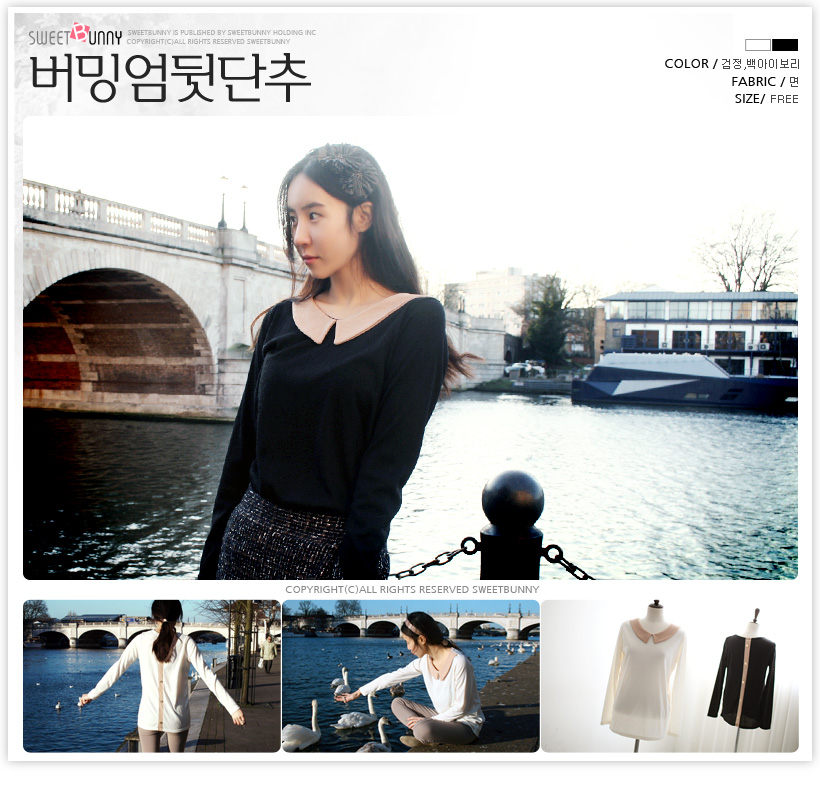 SWEETBUNNY
SWEETBUNNY IS PUBLISHED BY SWEETBUNNY HOLDING INC
COPYRIGHT(C)ALL RIGHTS RESERVED SWEETBUNNY
버밍엄뒷단추
COLOR / 검정,백아이보리
FABRIC / 면
SIZE/ FREE
COPYRIGHT(C)ALL RIGHTS RESERVED SWEETBUNNY